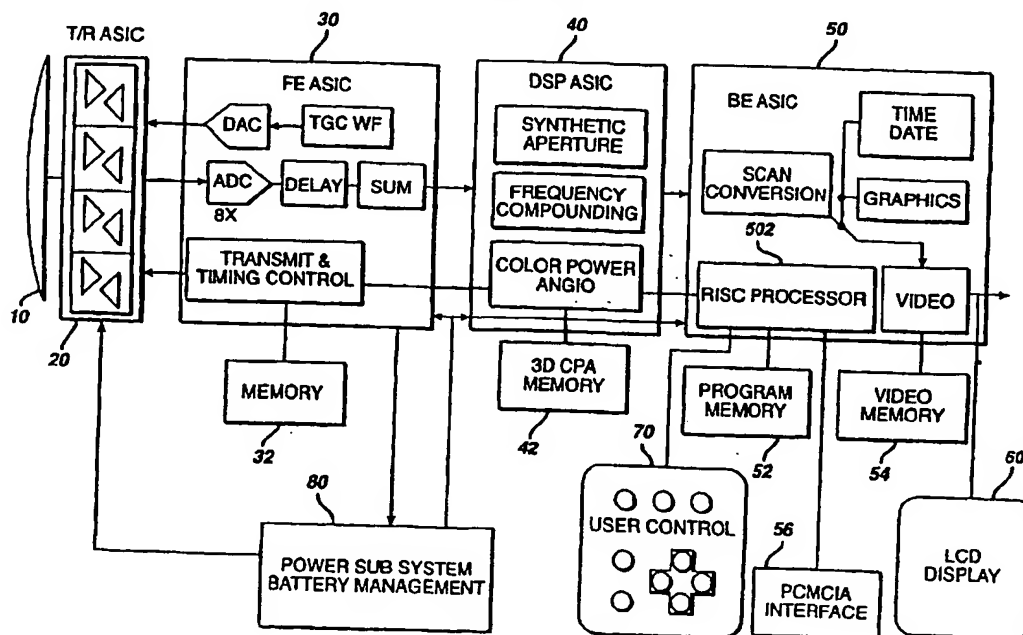 T/R ASIC
10
20
30
FE ASIC
DAC
TGC WF
ADC
8X
DELAY
SUM
TRANSMIT &
TIMING CONTROL
MEMORY
32
40
DSP ASIC
SYNTHETIC
APERTURE
FREQUENCY
COMPOUNDING
COLOR POWER
ANGIO
3D CPA
MEMORY
42
50
BE ASIC
TIME
DATE
SCAN
CONVERSION
GRAPHICS
502
RISC PROCESSOR
VIDEO
PROGRAM
MEMORY
52
VIDEO
MEMORY
54
70
USER CONTROL
56
PCMCIA
INTERFACE
60
LCD
DISPLAY
80
POWER SUB SYSTEM
BATTERY MANAGEMENT